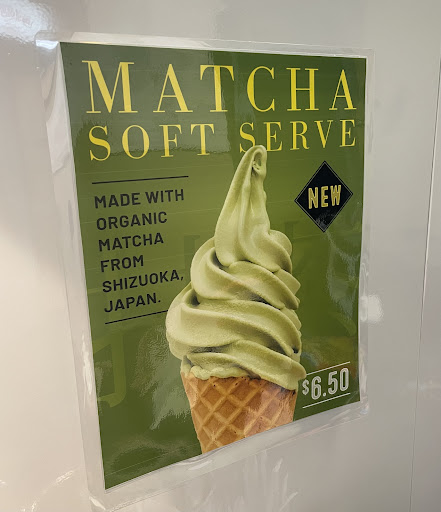 MATCHA
SOFT SERVE
NEW
MADE WITH
ORGANIC
MATCHA
FROM
SHIZUOKA,
JAPAN.
$6.50